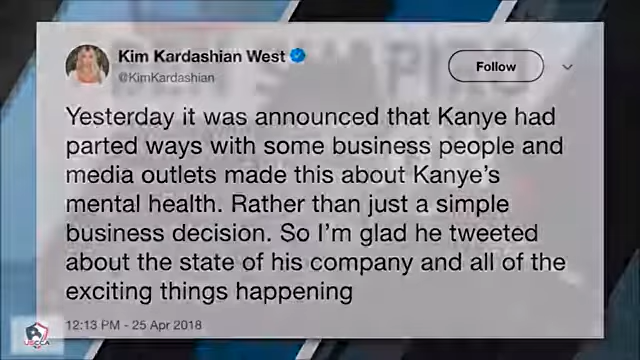 Kim Kardashian West
@KimKardashian
Follow
Yesterday it was announced that Kanye had
parted ways with some business people and
media outlets made this about Kanye's
mental health. Rather than just a simple
business decision. So I'm glad he tweeted
about the state of his company and all of the
exciting things happening
12:13 PM - 25 Apr 2018
USCCA